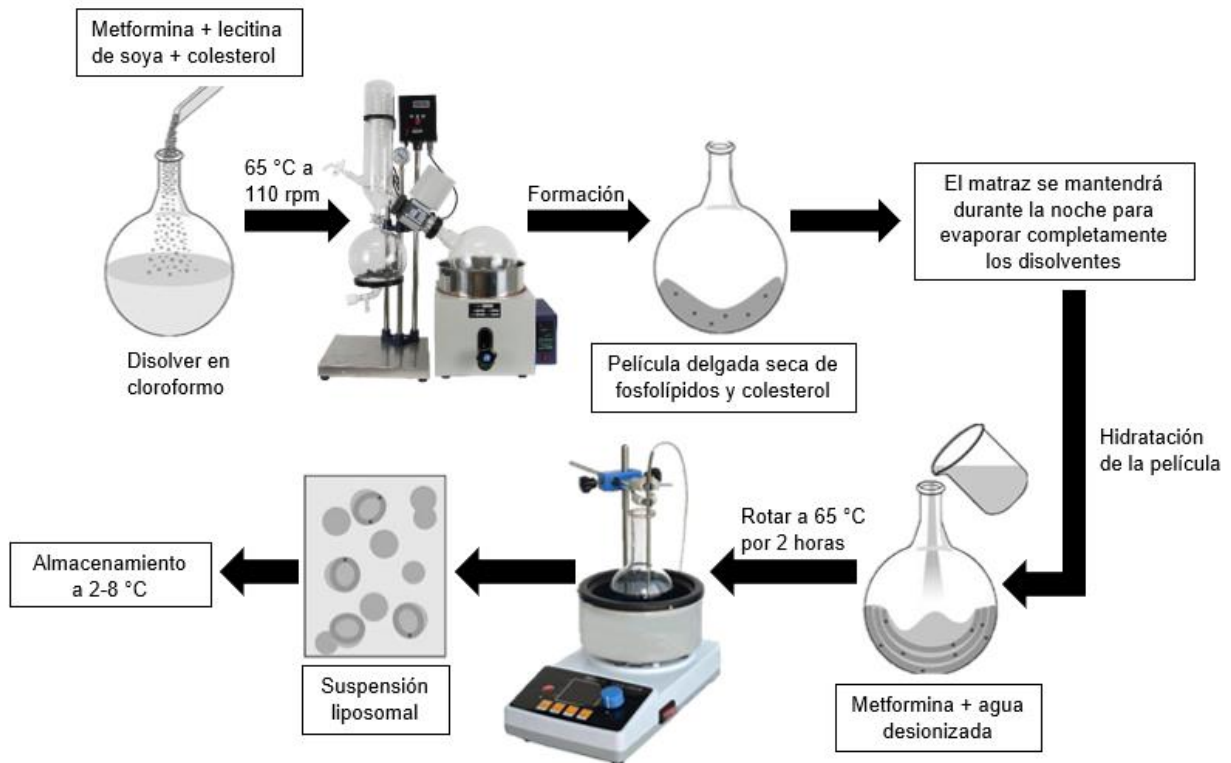 Metformina + lecitina
de soya + colesterol
Disolver en
cloroformo
65 °C a
110 rpm
Formación
Película delgada seca de
fosfolípidos y colesterol
El matraz se mantendrá
durante la noche para
evaporar completamente
los disolventes
Hidratación
de la película
Metformina + agua
desionizada
Rotar a 65 °C
por 2 horas
Suspensión
liposomal
Almacenamiento
a 2-8 °C